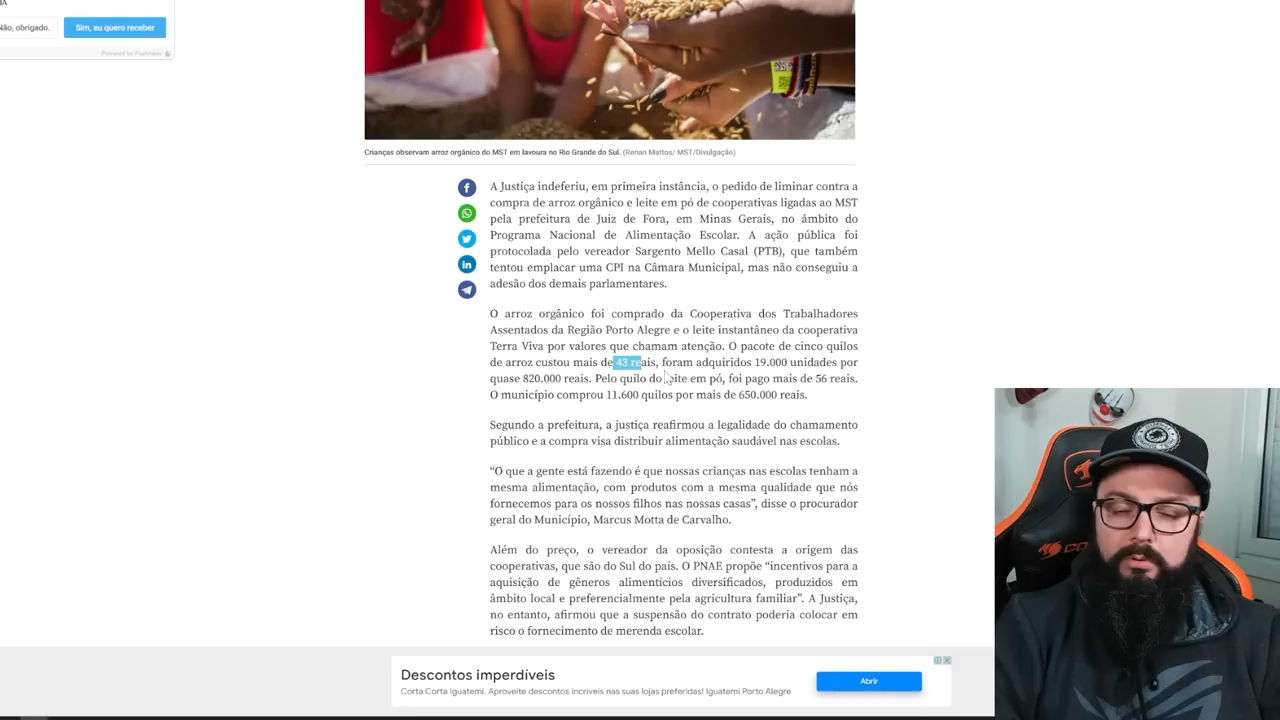 Não, obrigado.
Sim, eu quero receber
Powered by
Crianças observam arroz orgânico do MST em lavoura no Rio Grande do Sul. (Renan Mattos/ MST/Divulgação)
A Justiça indeferiu, em primeira instância, o pedido de liminar contra a
compra de arroz orgânico e leite em pó de cooperativas ligadas ao MST
pela prefeitura de Juiz de Fora, em Minas Gerais, no âmbito do
Programa Nacional de Alimentação Escolar. A ação pública foi
protocolada pelo vereador Sargento Mello Casal (PTB), que também
tentou emplacar uma CPI na Câmara Municipal, mas não conseguiu a
adesão dos demais parlamentares.
O arroz orgânico foi comprado da Cooperativa dos Trabalhadores
Assentados da Região Porto Alegre e o leite instantâneo da cooperativa
Terra Viva por valores que chamam atenção. O pacote de cinco quilos
de arroz custou mais de 43 reais, foram adquiridos 19.000 unidades por
quase 820.000 reais. Pelo quilo do leite em pó, foi pago mais de 56 reais.
O município comprou 11.600 quilos por mais de 650.000 reais.
Segundo a prefeitura, a justiça reafirmou a legalidade do chamamento
público e a compra visa distribuir alimentação saudável nas escolas.
“O que a gente está fazendo é que nossas crianças nas escolas tenham a
mesma alimentação, com produtos com a mesma qualidade que nós
fornecemos para os nossos filhos nas nossas casas”, disse o procurador
geral do Município, Marcus Motta de Carvalho.
Além do preço, o vereador da oposição contesta a origem das
cooperativas, que são do Sul do país. O PNAE propõe “incentivos para a
aquisição de gêneros alimentícios diversificados, produzidos em
âmbito local e preferencialmente pela agricultura familiar”. A Justiça,
no entanto, afirmou que a suspensão do contrato poderia colocar em
risco o fornecimento de merenda escolar.
Descontos imperdíveis
Corta Corta Iguatemi. Aproveite descontos incríveis nas suas lojas preferidas! Iguatemi Porto Alegre
Abrir